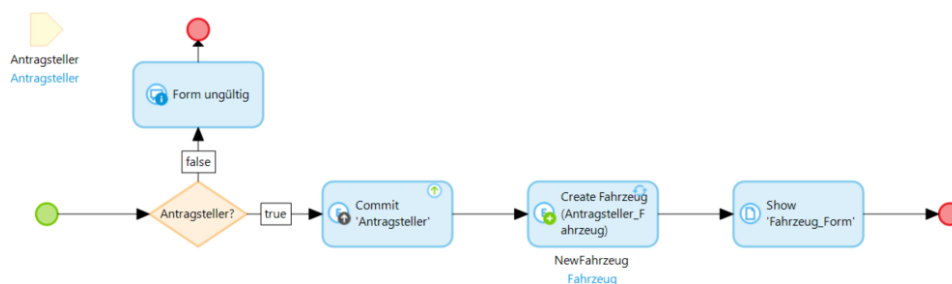 Antragsteller
Antragsteller
Form ungültig
false
Antragsteller?
true
Commit
'Antragsteller'
Create Fahrzeug
(Antragsteller_F
ahrzeug)
NewFahrzeug
Fahrzeug
Show
'Fahrzeug_Form'